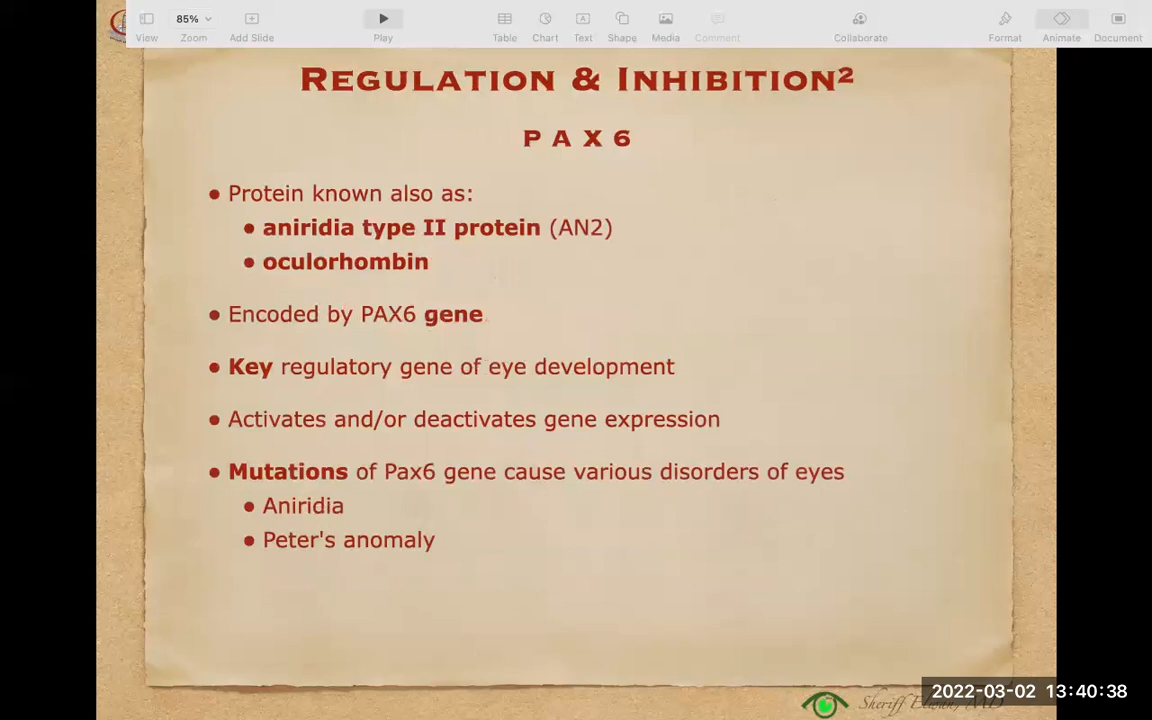 85%
View
Zoom
Add Slide
Play
Table
Chart
Text
Shape
Media
Comment
Collaborate
Format
Animate
Document
REGULATION & INHIBITION²
PAX6
• Protein known also as:
• aniridia type II protein (AN2)
• oculorhombin
• Encoded by PAX6 gene
• Key regulatory gene of eye development
• Activates and/or deactivates gene expression
• Mutations of Pax6 gene cause various disorders of eyes
• Aniridia
• Peter's anomaly
2022-03-02 13:40:38
Sheriff MD